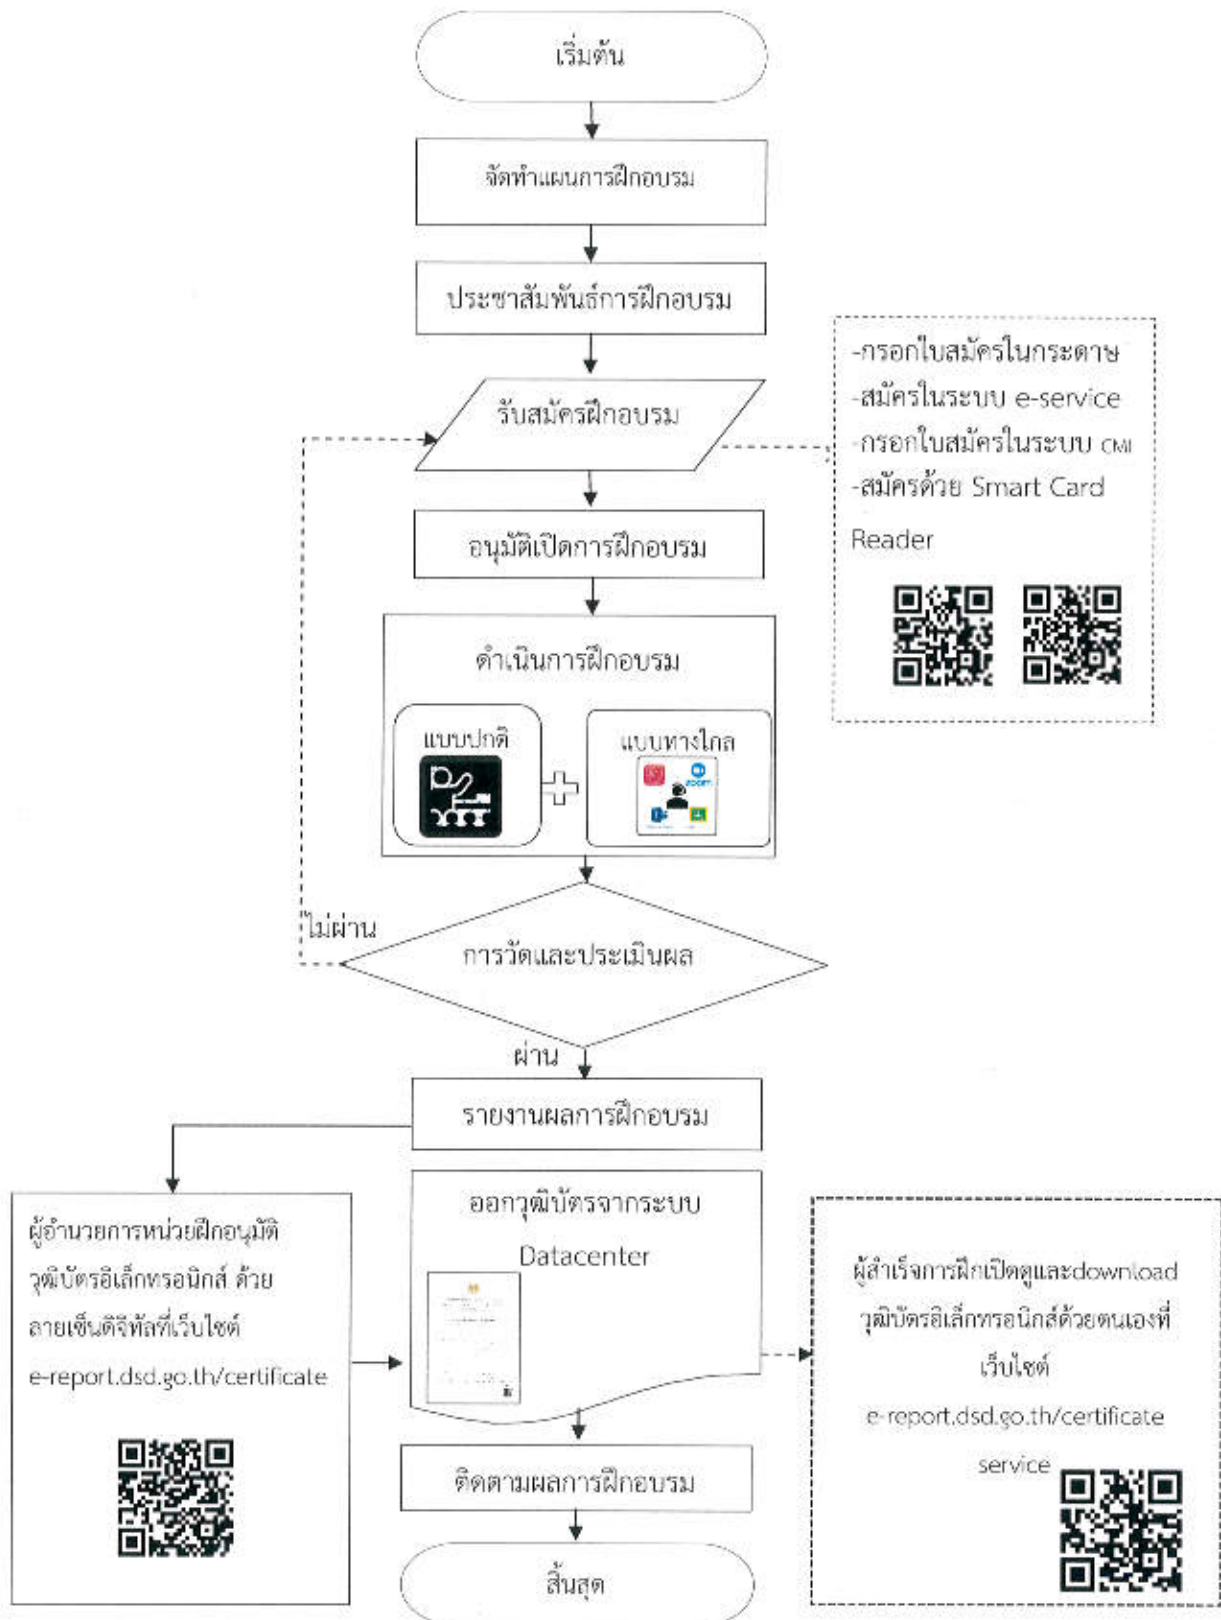 เริ่มต้น
จัดทำแผนการฝึกอบรม
ประชาสัมพันธ์การฝึกอบรม
รับสมัครฝึกอบรม
-กรอกใบสมัครในกระดาษ
-สมัครในระบบ e-service
-กรอกใบสมัครในระบบ CMI
-สมัครด้วย Smart Card
Reader
อนุมัติเปิดการฝึกอบรม
ดำเนินการฝึกอบรม
แบบปกติ
แบบทางไกล
zoom
ไม่ผ่าน
การวัดและประเมินผล
ผ่าน
รายงานผลการฝึกอบรม
ผู้อำนวยการหน่วยฝึกอนุมัติ
วุฒิบัตรอิเล็กทรอนิกส์ ด้วย
ลายเซ็นดิจิทัลที่เว็บไซต์
e-report.dsd.go.th/certificate
ออกวุฒิบัตรจากระบบ
Datacenter
ผู้สำเร็จการฝึกเปิดดูและdownload
วุฒิบัตรอิเล็กทรอนิกส์ด้วยตนเองที่
เว็บไซต์
e-report.dsd.go.th/certificate
service
ติดตามผลการฝึกอบรม
สิ้นสุด